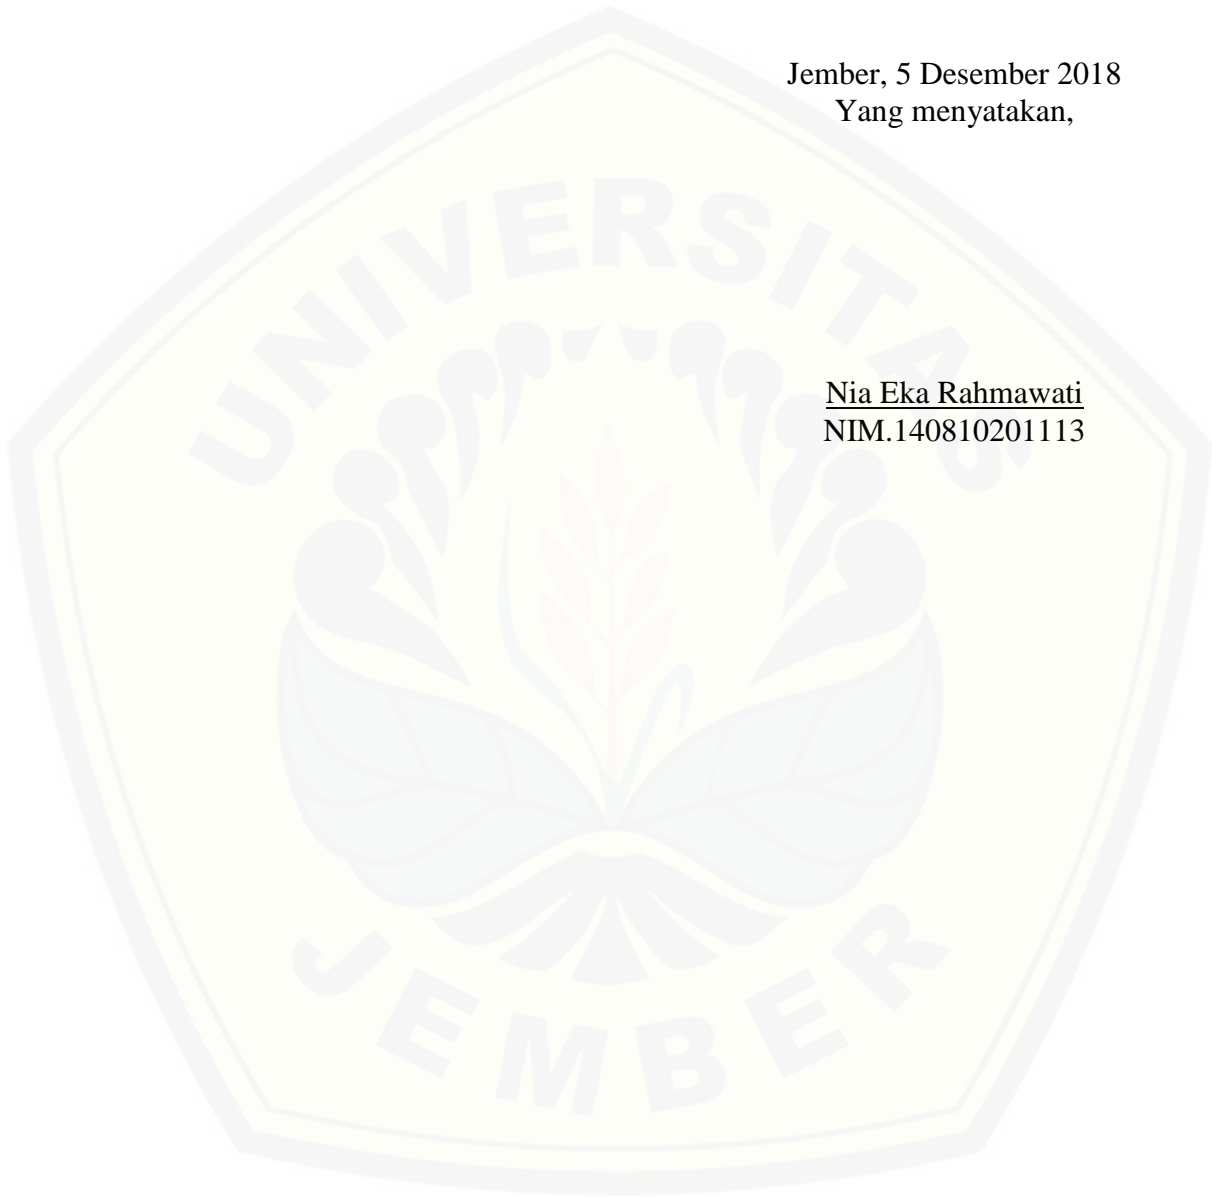 Jember, 5 Desember 2018
Yang menyatakan,
UNIVERSITAS
Nia Eka Rahmawati
NIM.140810201113
JEMBER